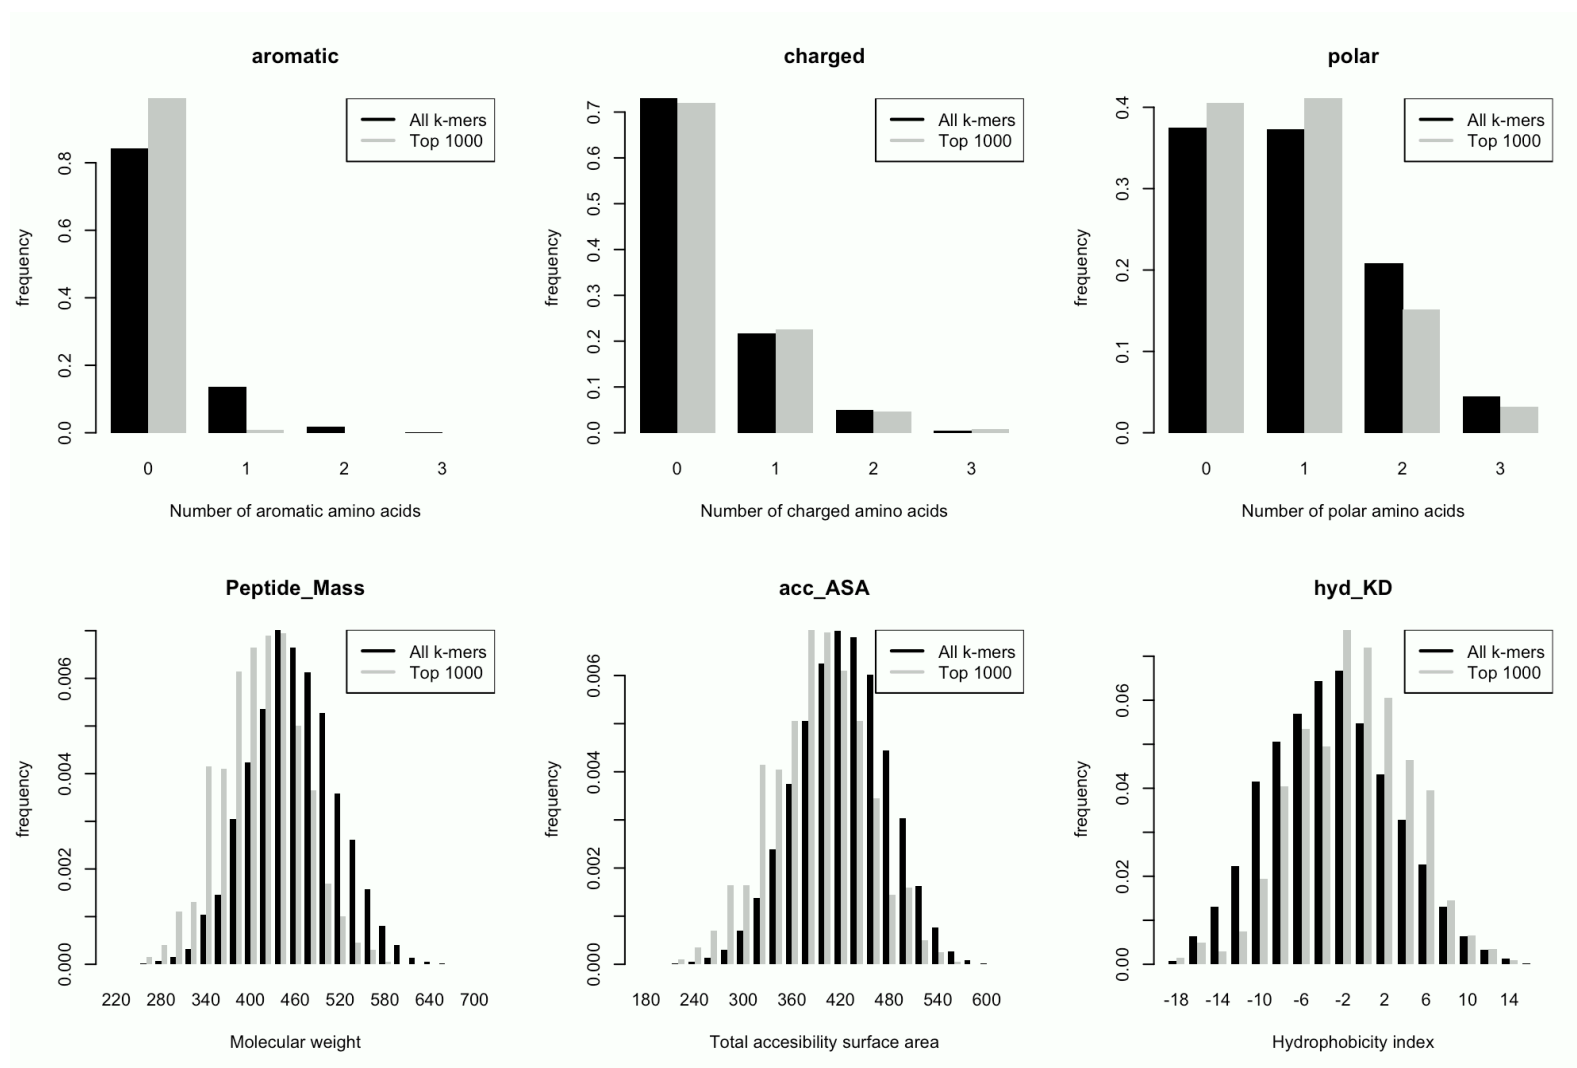 aromatic
All k-mers
Top 1000
frequency
0.0 0.2 0.4 0.6 0.8
0 1 2 3
Number of aromatic amino acids
charged
All k-mers
Top 1000
frequency
0.0 0.1 0.2 0.3 0.4 0.5 0.6 0.7
0 1 2 3
Number of charged amino acids
polar
All k-mers
Top 1000
frequency
0.0 0.1 0.2 0.3 0.4
0 1 2 3
Number of polar amino acids
Peptide_Mass
All k-mers
Top 1000
frequency
0.000 0.002 0.004 0.006
220 280 340 400 460 520 580 640 700
Molecular weight
acc_ASA
All k-mers
Top 1000
frequency
0.000 0.002 0.004 0.006
180 240 300 360 420 480 540 600
Total accesibility surface area
hyd_KD
All k-mers
Top 1000
frequency
0.00 0.02 0.04 0.06
-18 -14 -10 -6 -2 2 6 10 14
Hydrophobicity index